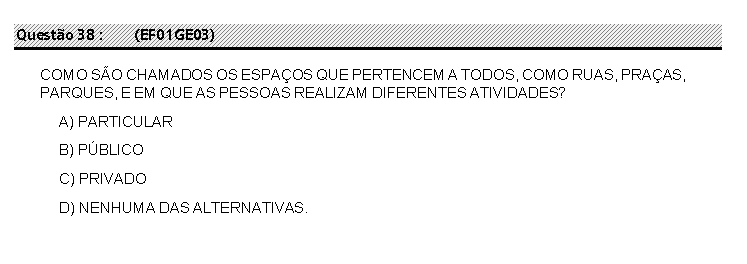 Questão 38 : (EF01GE03)
COMO SÃO CHAMADOS OS ESPAÇOS QUE PERTENCEM A TODOS, COMO RUAS, PRAÇAS,
PARQUES, E EM QUE AS PESSOAS REALIZAM DIFERENTES ATIVIDADES?
A) PARTICULAR
B) PÚBLICO
C) PRIVADO
D) NENHUMA DAS ALTERNATIVAS.